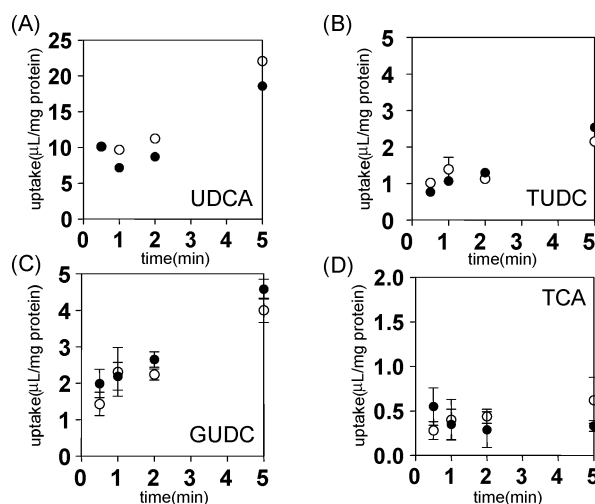 (A)
25
20
15
10
5
0
uptake(μL/mg protein)
UDCA
0 1 2 3 4 5
time(min)
(B)
5
4
3
2
1
0
uptake(μL/mg protein)
TUDC
0 1 2 3 4 5
time(min)
(C)
5
4
3
2
1
0
uptake(μL/mg protein)
GUDC
0 1 2 3 4 5
time(min)
(D)
2.0
1.5
1.0
0.5
0.0
uptake(μL/mg protein)
TCA
0 1 2 3 4 5
time(min)